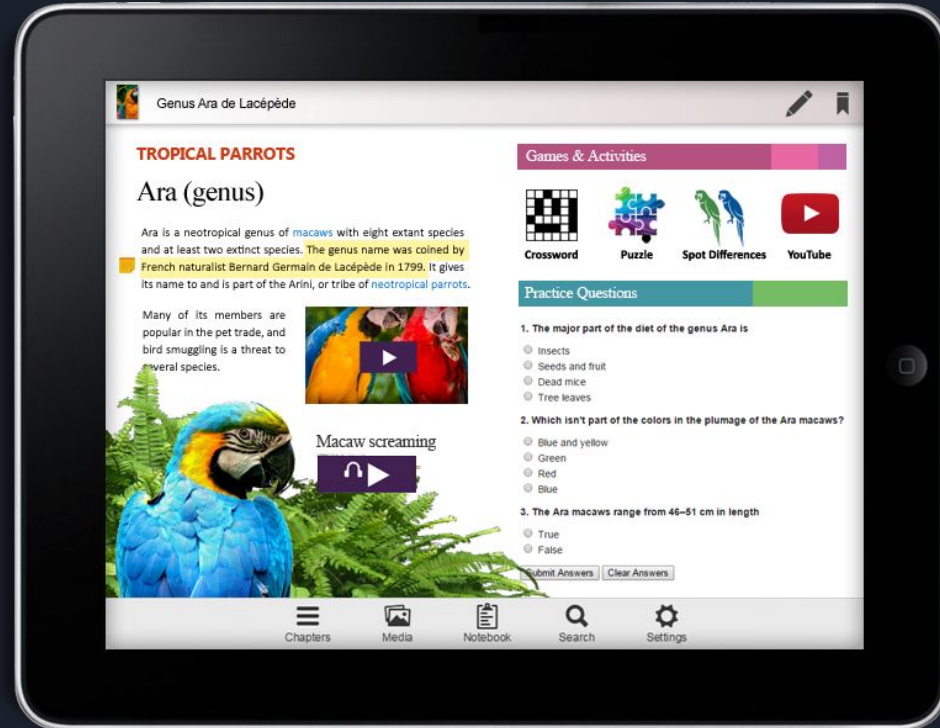 Genus Ara de Lacépède
TROPICAL PARROTS
Ara (genus)
Ara is a neotropical genus of macaws with eight extant species
and at least two extinct species. The genus name was coined by
French naturalist Bernard Germain de Lacépède in 1799. It gives
its name to and is part of the Arini, or tribe of neotropical parrots.
Many of its members are
popular in the pet trade, and
bird smuggling is a threat to
several species.
Macaw screaming
Games & Activities
Crossword
Puzzle
Spot Differences
YouTube
Practice Questions
1. The major part of the diet of the genus Ara is
Insects
Seeds and fruit
Dead mice
Tree leaves
2. Which isn't part of the colors in the plumage of the Ara macaws?
Blue and yellow
Green
Red
Blue
3. The Ara macaws range from 46–51 cm in length
True
False
Submit Answers
Clear Answers
Chapters
Media
Notebook
Search
Settings